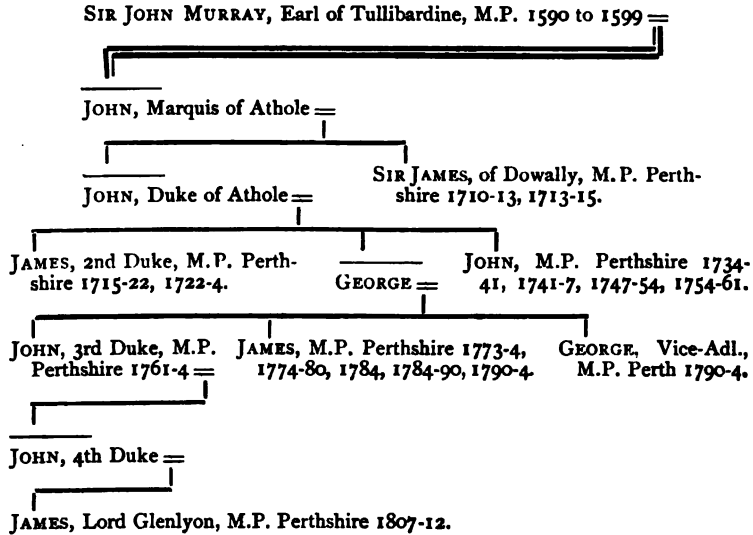 SIR JOHN MURRAY, Earl of Tullibardine, M.P. 1590 to 1599 =
JOHN, Marquis of Athole =
SIR JAMES, of Dowally, M.P. Perth-
shire 1710-13, 1713-15.
JOHN, Duke of Athole =
JAMES, 2nd Duke, M.P. Perth-
shire 1715-22, 1722-4.
GEORGE =
JOHN, M.P. Perthshire 1734-
41, 1741-7, 1747-54, 1754-61.
JOHN, 3rd Duke, M.P.
Perthshire 1761-4 =
JAMES, M.P. Perthshire 1773-4,
1774-80, 1784, 1784-90, 1790-4.
GEORGE, Vice-Adl.,
M.P. Perth 1790-4.
JOHN, 4th Duke =
JAMES, Lord Glenlyon, M.P. Perthshire 1807-12.